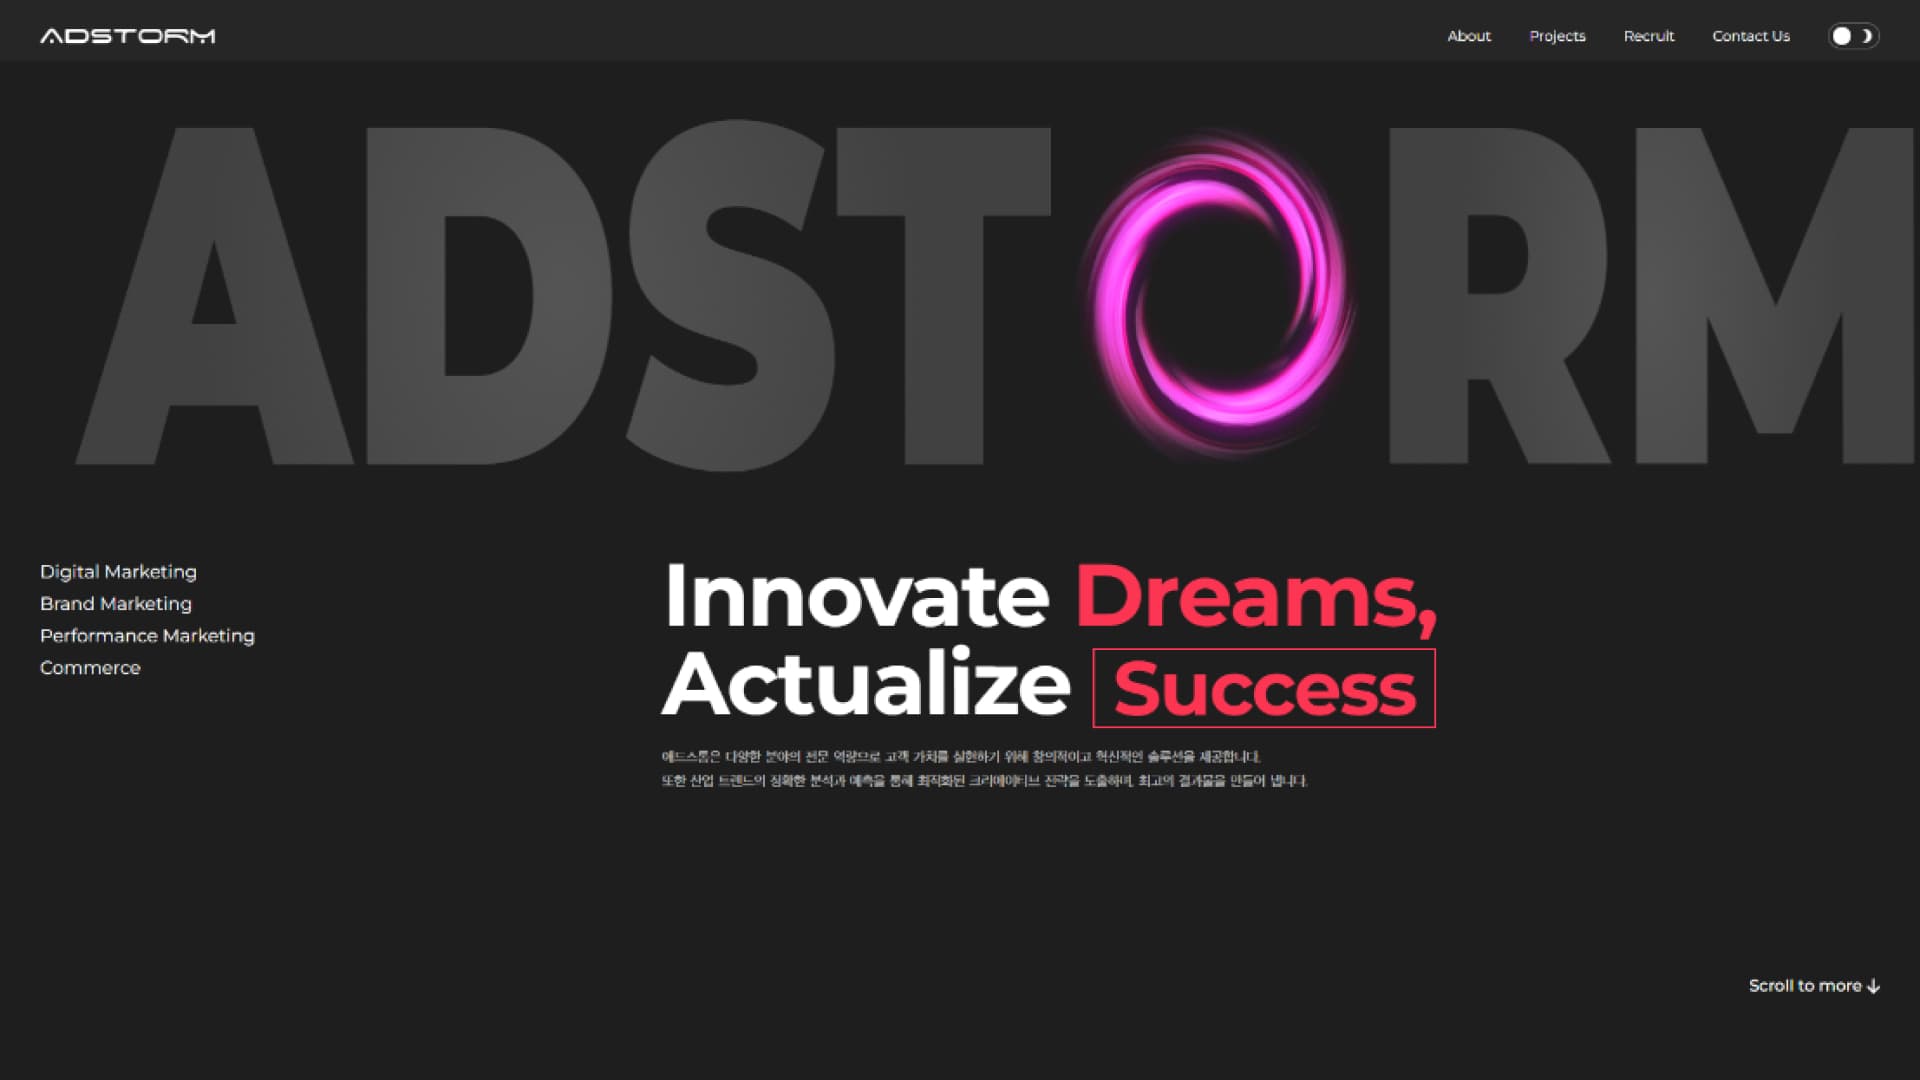 ADSTORM
About Projects Recruit Contact Us
ADSTORM
Digital Marketing
Brand Marketing
Performance Marketing
Commerce
Innovate Dreams,
Actualize Success
애드스톰은 다양한 분야의 전문 역량으로 고객 가치를 실현하기 위해 창의적이고 혁신적인 솔루션을 제공합니다.
또한 산업 트렌드의 정확한 분석과 예측을 통해 최적화된 크리에이티브 전략을 도출하며, 최고의 결과물을 만들어 냅니다.
Scroll to more ↓